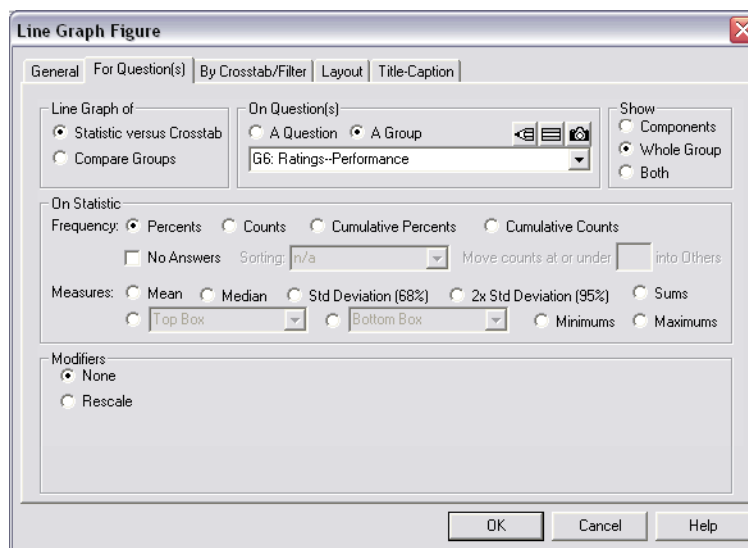 Line Graph Figure
General For Question(s) By Crosstab/Filter Layout Title-Caption
Line Graph of
Statistic versus Crosstab
Compare Groups
On Question(s)
A Question A Group
G6: Ratings--Performance
Show
Components
Whole Group
Both
On Statistic
Frequency: Percents Counts Cumulative Percents Cumulative Counts
No Answers Sorting: n/a Move counts at or under into Others
Measures: Mean Median Std Deviation (68%) 2x Std Deviation (95%) Sums
Top Box Bottom Box Minimums Maximums
Modifiers
None
Rescale
OK Cancel Help